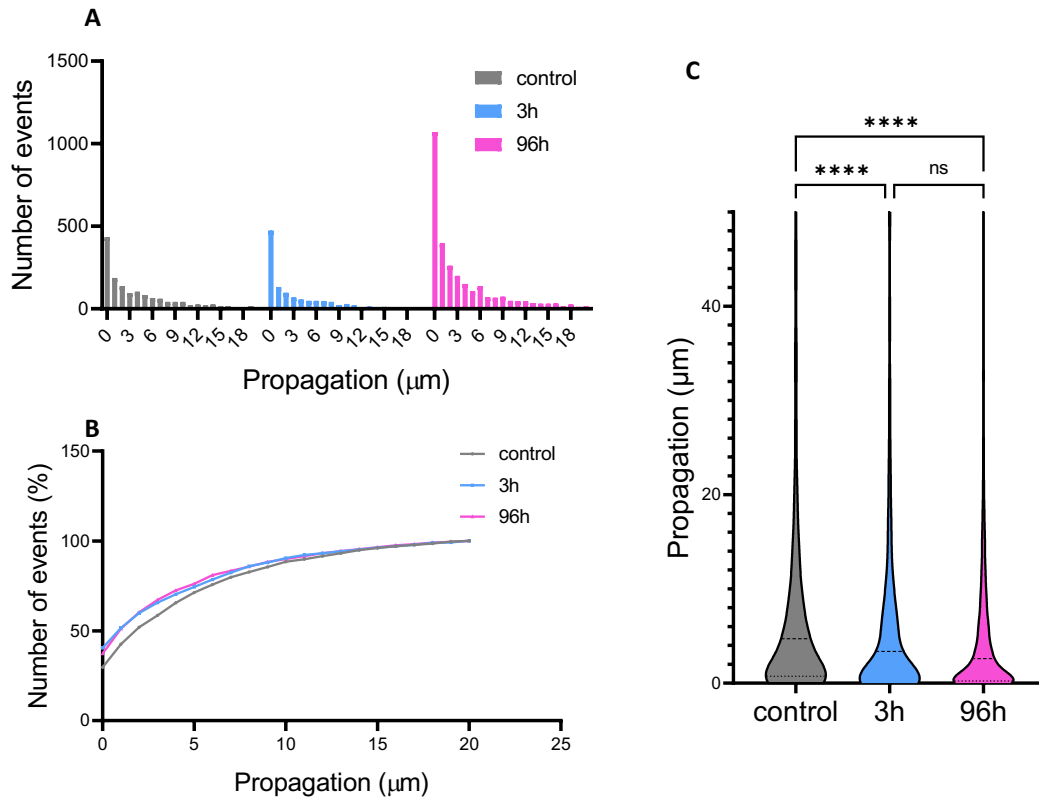 A
Number of events
1500
1000
500
0
control
3h
96h
0 3 6 9 12 15 18 0 3 6 9 12 15 18 0 3 6 9 12 15 18
Propagation (μm)
B
Number of events (%)
150
100
50
0
control
3h
96h
0 5 10 15 20 25
Propagation (μm)
C
****
**** ns
Propagation (μm)
40
20
0
control 3h 96h